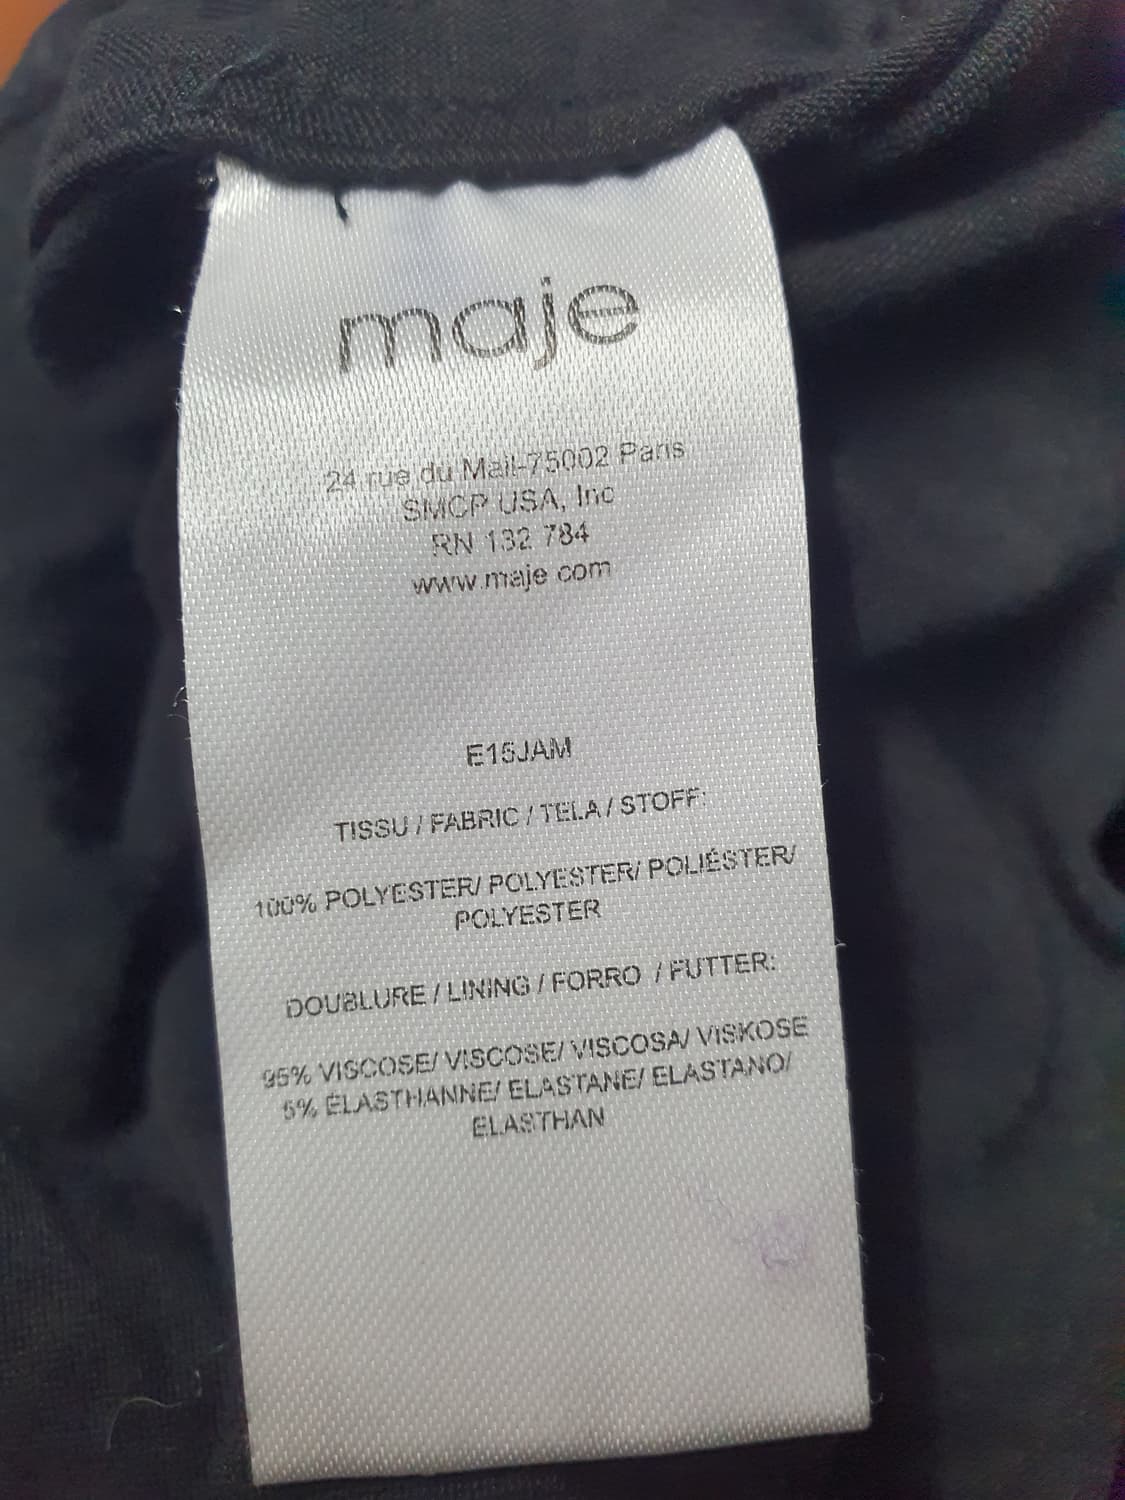 maje
24 rue du Mail-75002 Paris
SMCP USA, Inc
RN 132 784
www.maje.com
E15JAM
TISSU / FABRIC / TELA / STOFF:
100% POLYESTER/ POLYESTER/ POLIÉSTER/
POLYESTER
DOUBLURE / LINING / FORRO / FUTTER:
95% VISCOSE/ VISCOSE/ VISCOSA/ VISKOSE
5% ÉLASTHANNE/ ELASTANE/ ELASTANO/
ELASTHAN